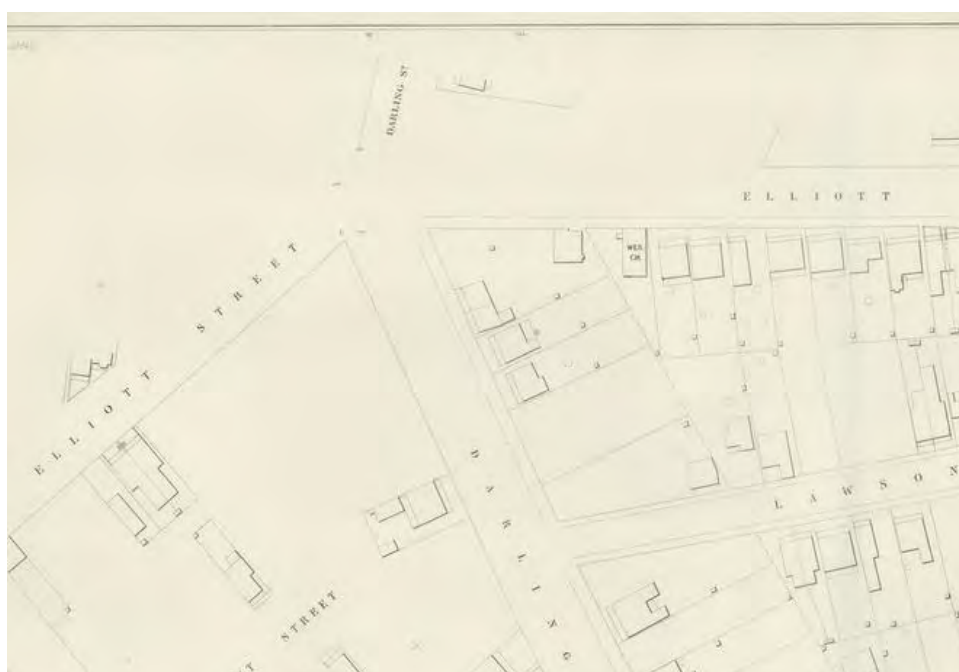 DARLING ST
ELLIOTT
WES.
CH.
ELLIOTT STREET
DARLING
LAWSON
STREET